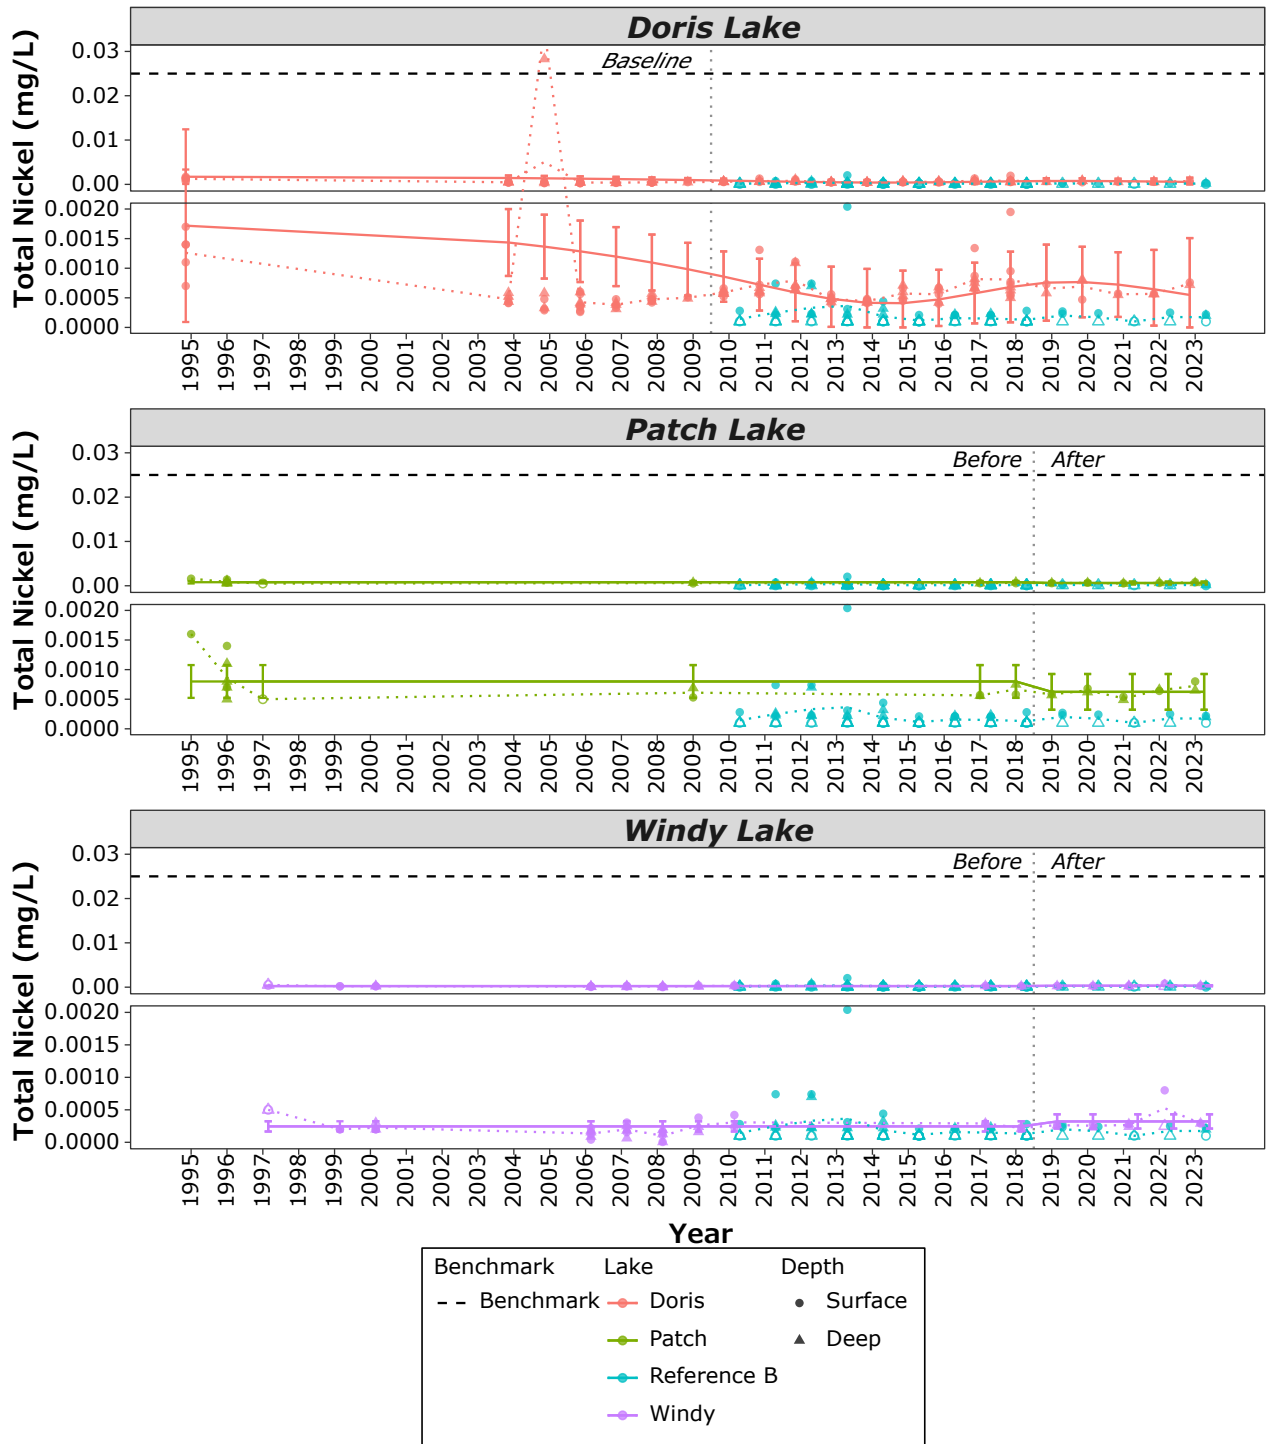 Doris Lake
Total Nickel (mg/L)
0.03
0.02
0.01
0.00
Baseline
Total Nickel (mg/L)
0.0020
0.0015
0.0010
0.0005
0.0000
1995 1996 1997 1998 1999 2000 2001 2002 2003 2004 2005 2006 2007 2008 2009 2010 2011 2012 2013 2014 2015 2016 2017 2018 2019 2020 2021 2022 2023
Patch Lake
Total Nickel (mg/L)
0.03
0.02
0.01
0.00
Before After
Total Nickel (mg/L)
0.0020
0.0015
0.0010
0.0005
0.0000
1995 1996 1997 1998 1999 2000 2001 2002 2003 2004 2005 2006 2007 2008 2009 2010 2011 2012 2013 2014 2015 2016 2017 2018 2019 2020 2021 2022 2023
Windy Lake
Total Nickel (mg/L)
0.03
0.02
0.01
0.00
Before After
Total Nickel (mg/L)
0.0020
0.0015
0.0010
0.0005
0.0000
1995 1996 1997 1998 1999 2000 2001 2002 2003 2004 2005 2006 2007 2008 2009 2010 2011 2012 2013 2014 2015 2016 2017 2018 2019 2020 2021 2022 2023
Year
Benchmark
Benchmark
Lake
Doris
Patch
Reference B
Windy
Depth
Surface
Deep